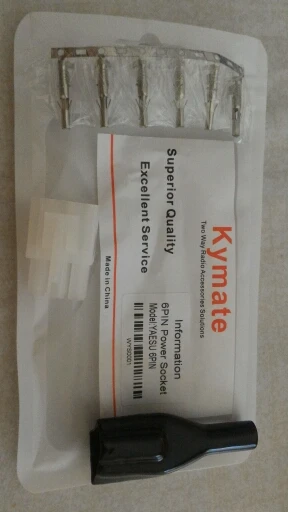 Kymate
Two Way Radio Accessories Solutions
Superior Quality
Excellent Service
Information
6PIN Power Socket
Model:YAESU 6PIN
WYS0001
Made in China